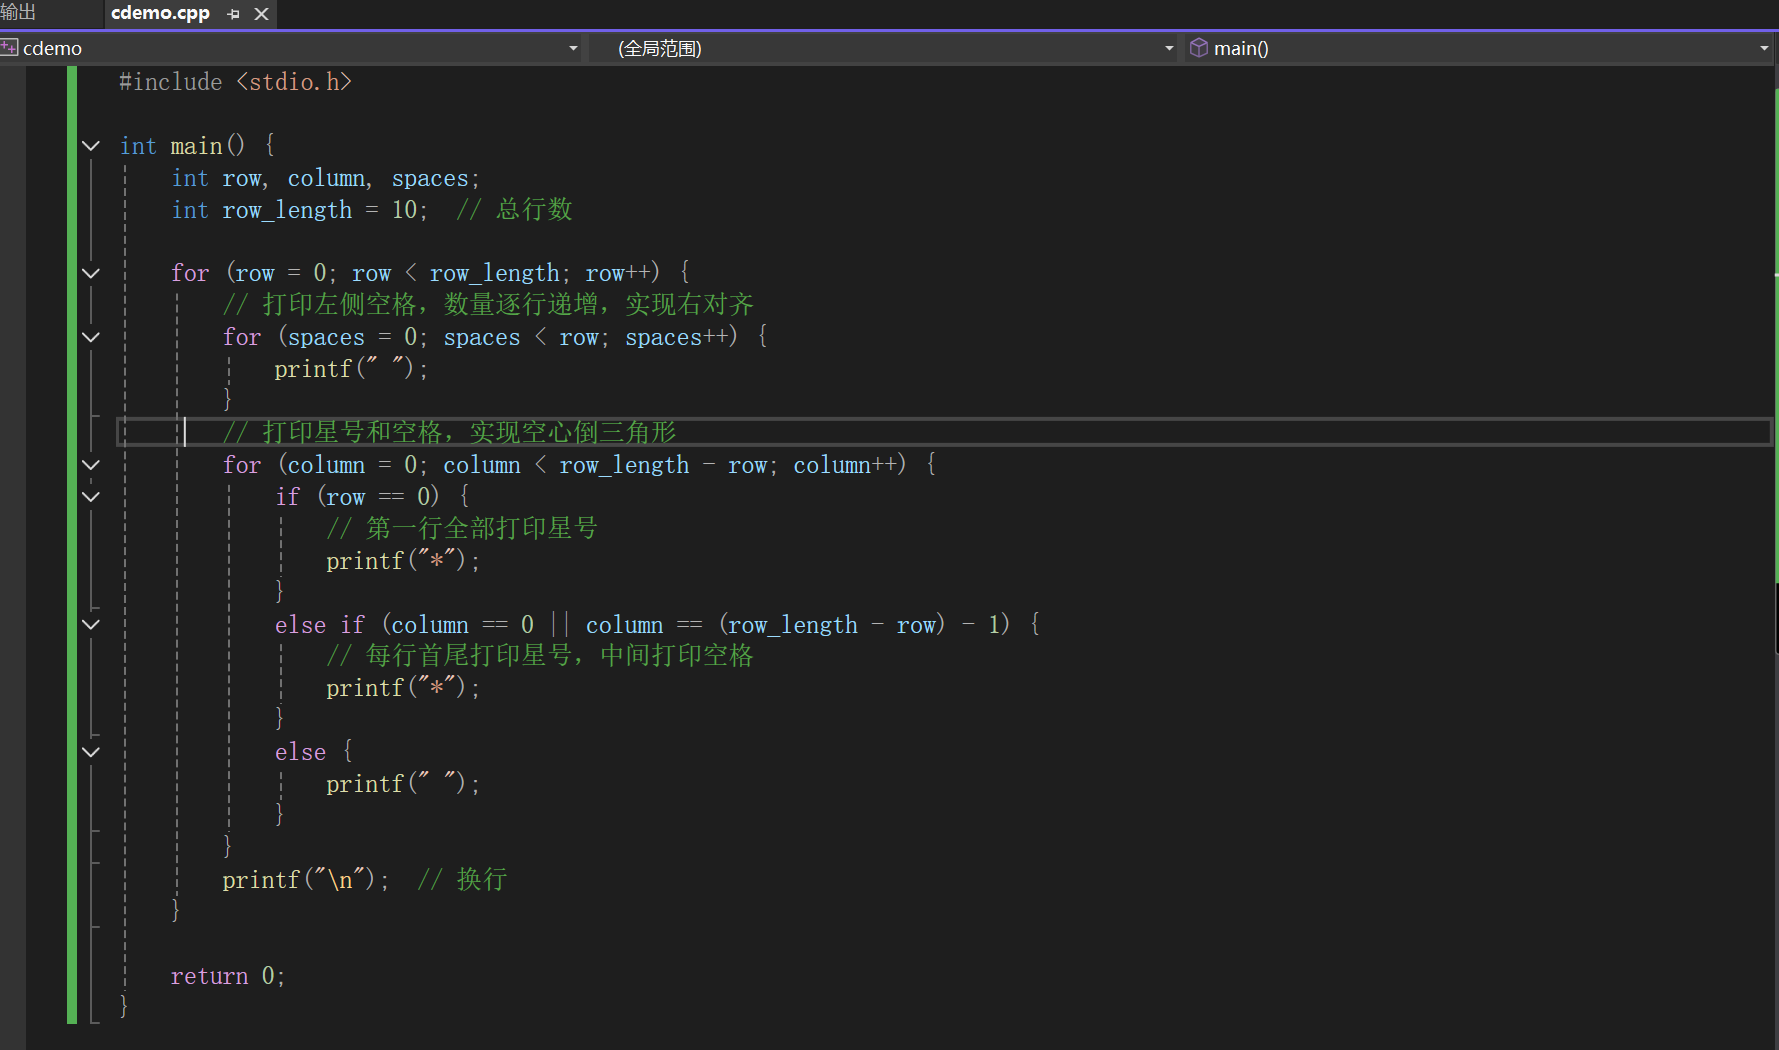 输出
cdemo.cpp
cdemo
(全局范围)
main()
#include <stdio.h>
int main() {
    int row, column, spaces;
    int row_length = 10;  // 总行数
    for (row = 0; row < row_length; row++) {
        // 打印左侧空格，数量逐行递增，实现右对齐
        for (spaces = 0; spaces < row; spaces++) {
            printf(" ");
        }
        // 打印星号和空格，实现空心倒三角形
        for (column = 0; column < row_length - row; column++) {
            if (row == 0) {
                // 第一行全部打印星号
                printf("*");
            }
            else if (column == 0 || column == (row_length - row) - 1) {
                // 每行首尾打印星号，中间打印空格
                printf("*");
            }
            else {
                printf(" ");
            }
        }
        printf("\n");  // 换行
    }
    return 0;
}